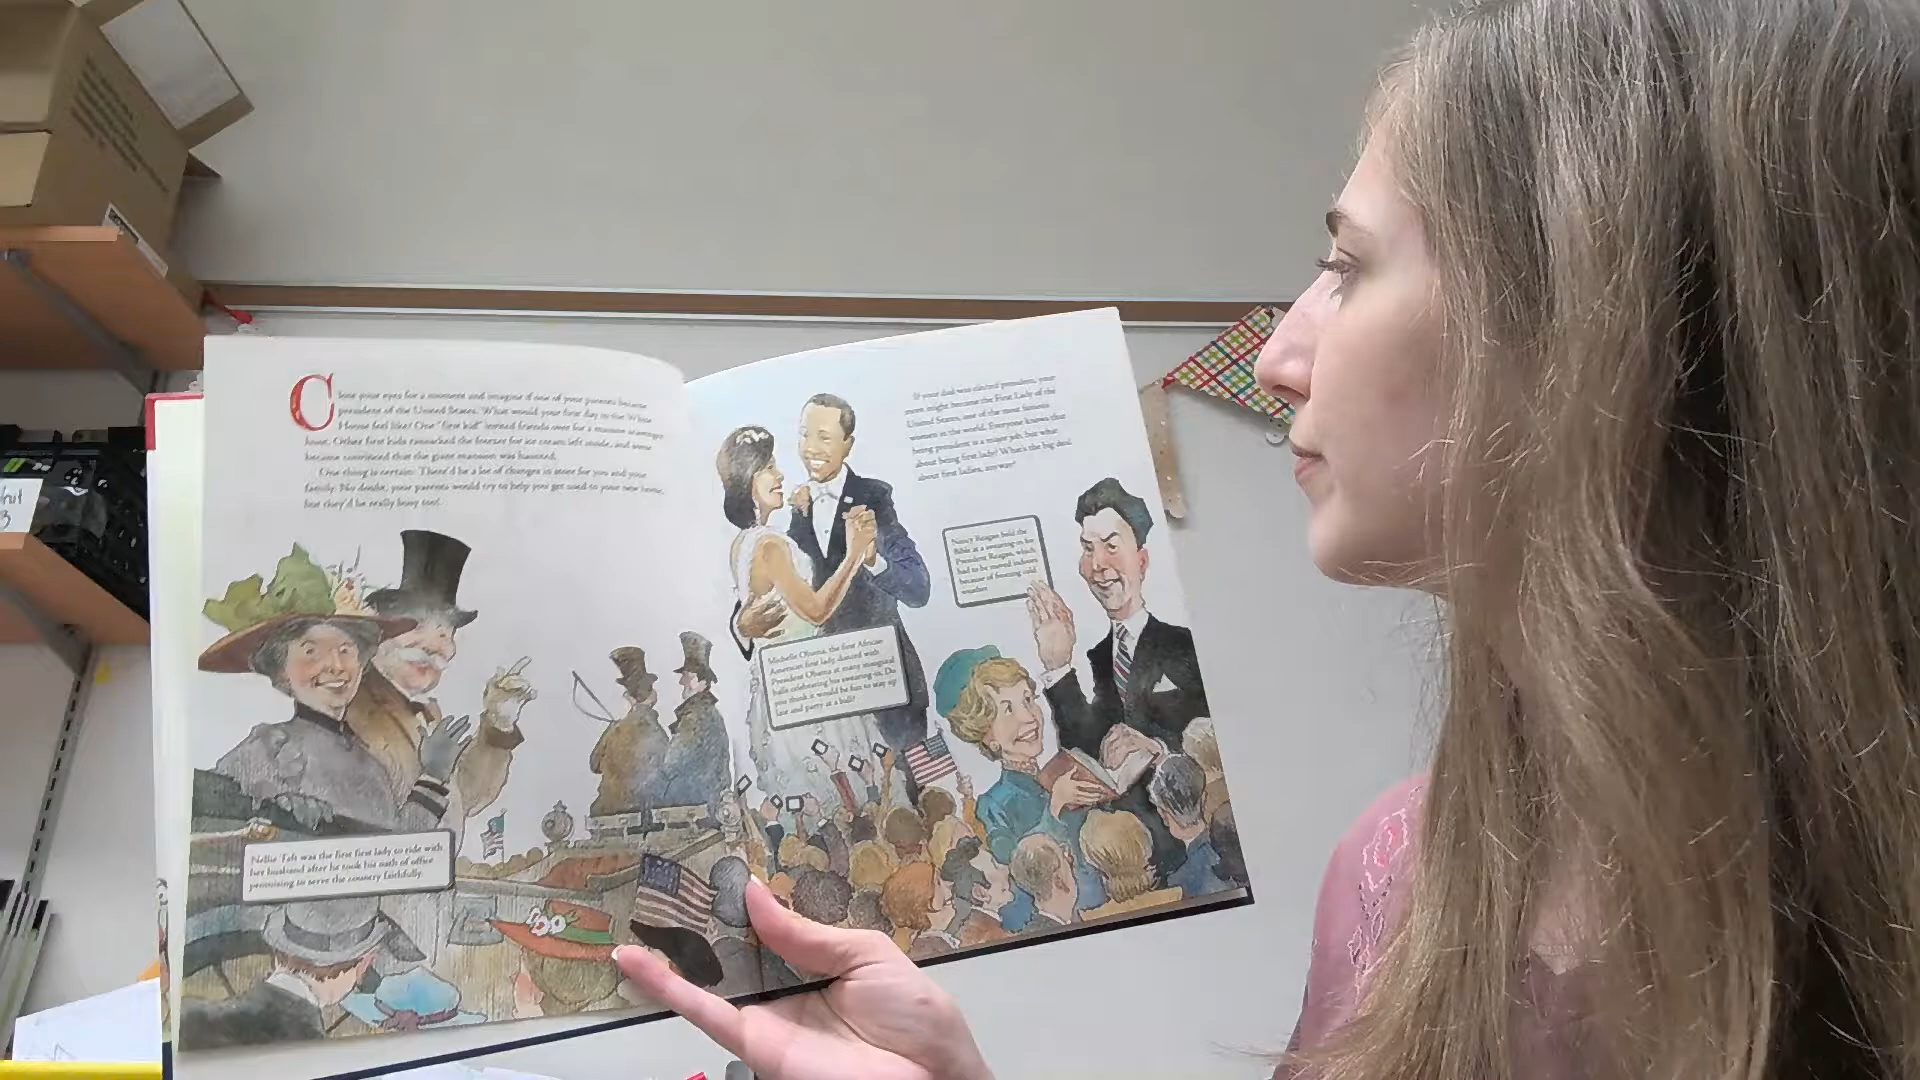 Close your eyes for a moment and imagine if one of your parents became
president of the United States. What would your first day in the White
House feel like? One "first kid" invited friends over for a mansion scavenger
hunt. Other first kids ransacked the freezer for ice cream left inside, and some
became convinced that the giant mansion was haunted.
One thing is certain: There'd be a lot of changes in store for you and your
family. No doubt, your parents would try to help you get used to your new home,
but they'd be really busy too!
Nellie Taft was the first first lady to ride with
her husband after he took his oath of office
promising to serve the country faithfully.
If your dad was elected president, your
mom might become the First Lady of the
United States, one of the most famous
women in the world. Everyone knows that
being president is a major job, but what
about being first lady? What's the big deal
about first ladies, anyway?
Nancy Reagan held the
Bible at a swearing-in for
President Reagan, which
had to be moved indoors
because of freezing cold
weather.
Michelle Obama, the first African
American first lady, danced with
President Obama at many inaugural
balls celebrating his swearing-in. Do
you think it would be fun to stay up
late and party at a ball?
3